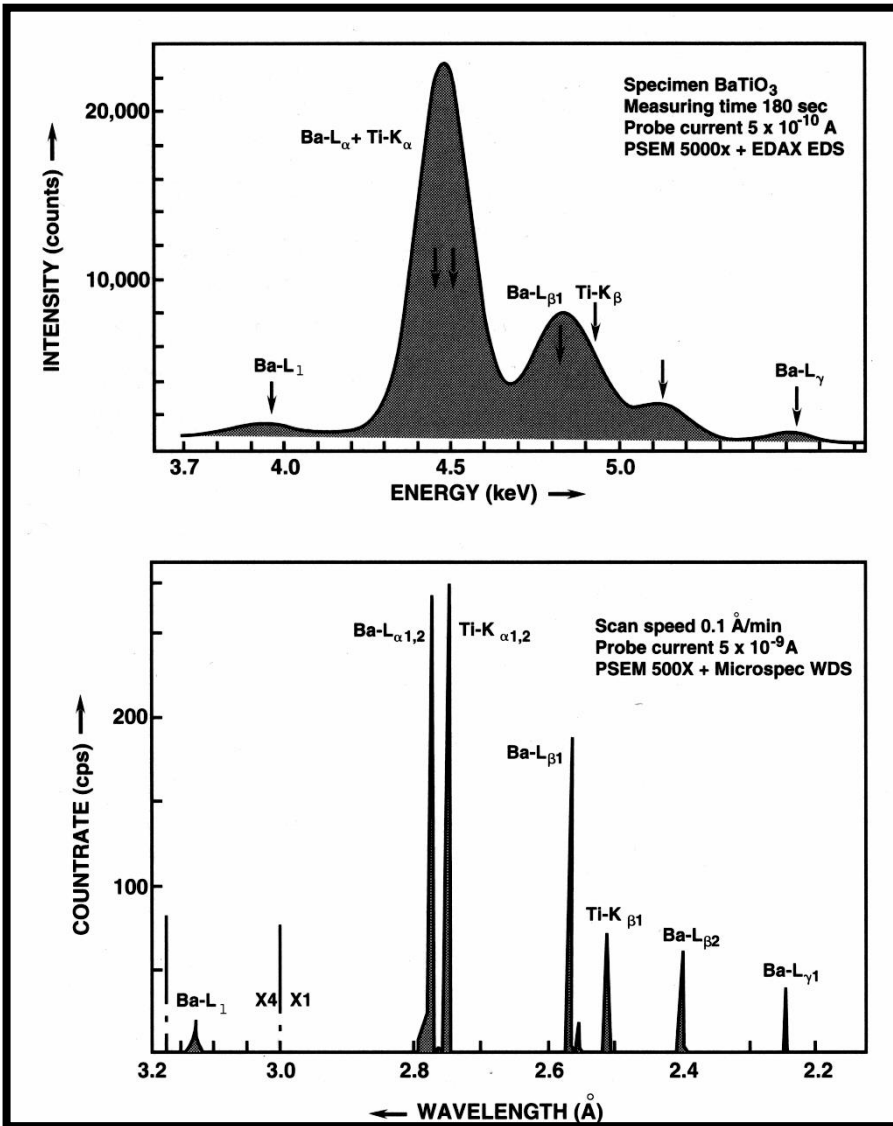 Specimen BaTiO₃
Measuring time 180 sec
Probe current 5 x 10⁻¹⁰ A
PSEM 5000x + EDAX EDS
INTENSITY (counts) →
20,000
10,000
Ba-Lα+ Ti-Kα
Ba-Lβ1
Ti-Kβ
Ba-Ll
Ba-Lγ
3.7
4.0
4.5
5.0
ENERGY (keV) →
Scan speed 0.1 Å/min
Probe current 5 x 10⁻⁹A
PSEM 500X + Microspec WDS
COUNTRATE (cps) →
200
100
Ba-Lα1,2
Ti-K α1,2
Ba-Lβ1
Ti-K β1
Ba-Lβ2
Ba-Lγ1
Ba-Ll
X4
X1
3.2
3.0
2.8
2.6
2.4
2.2
← WAVELENGTH (Å)